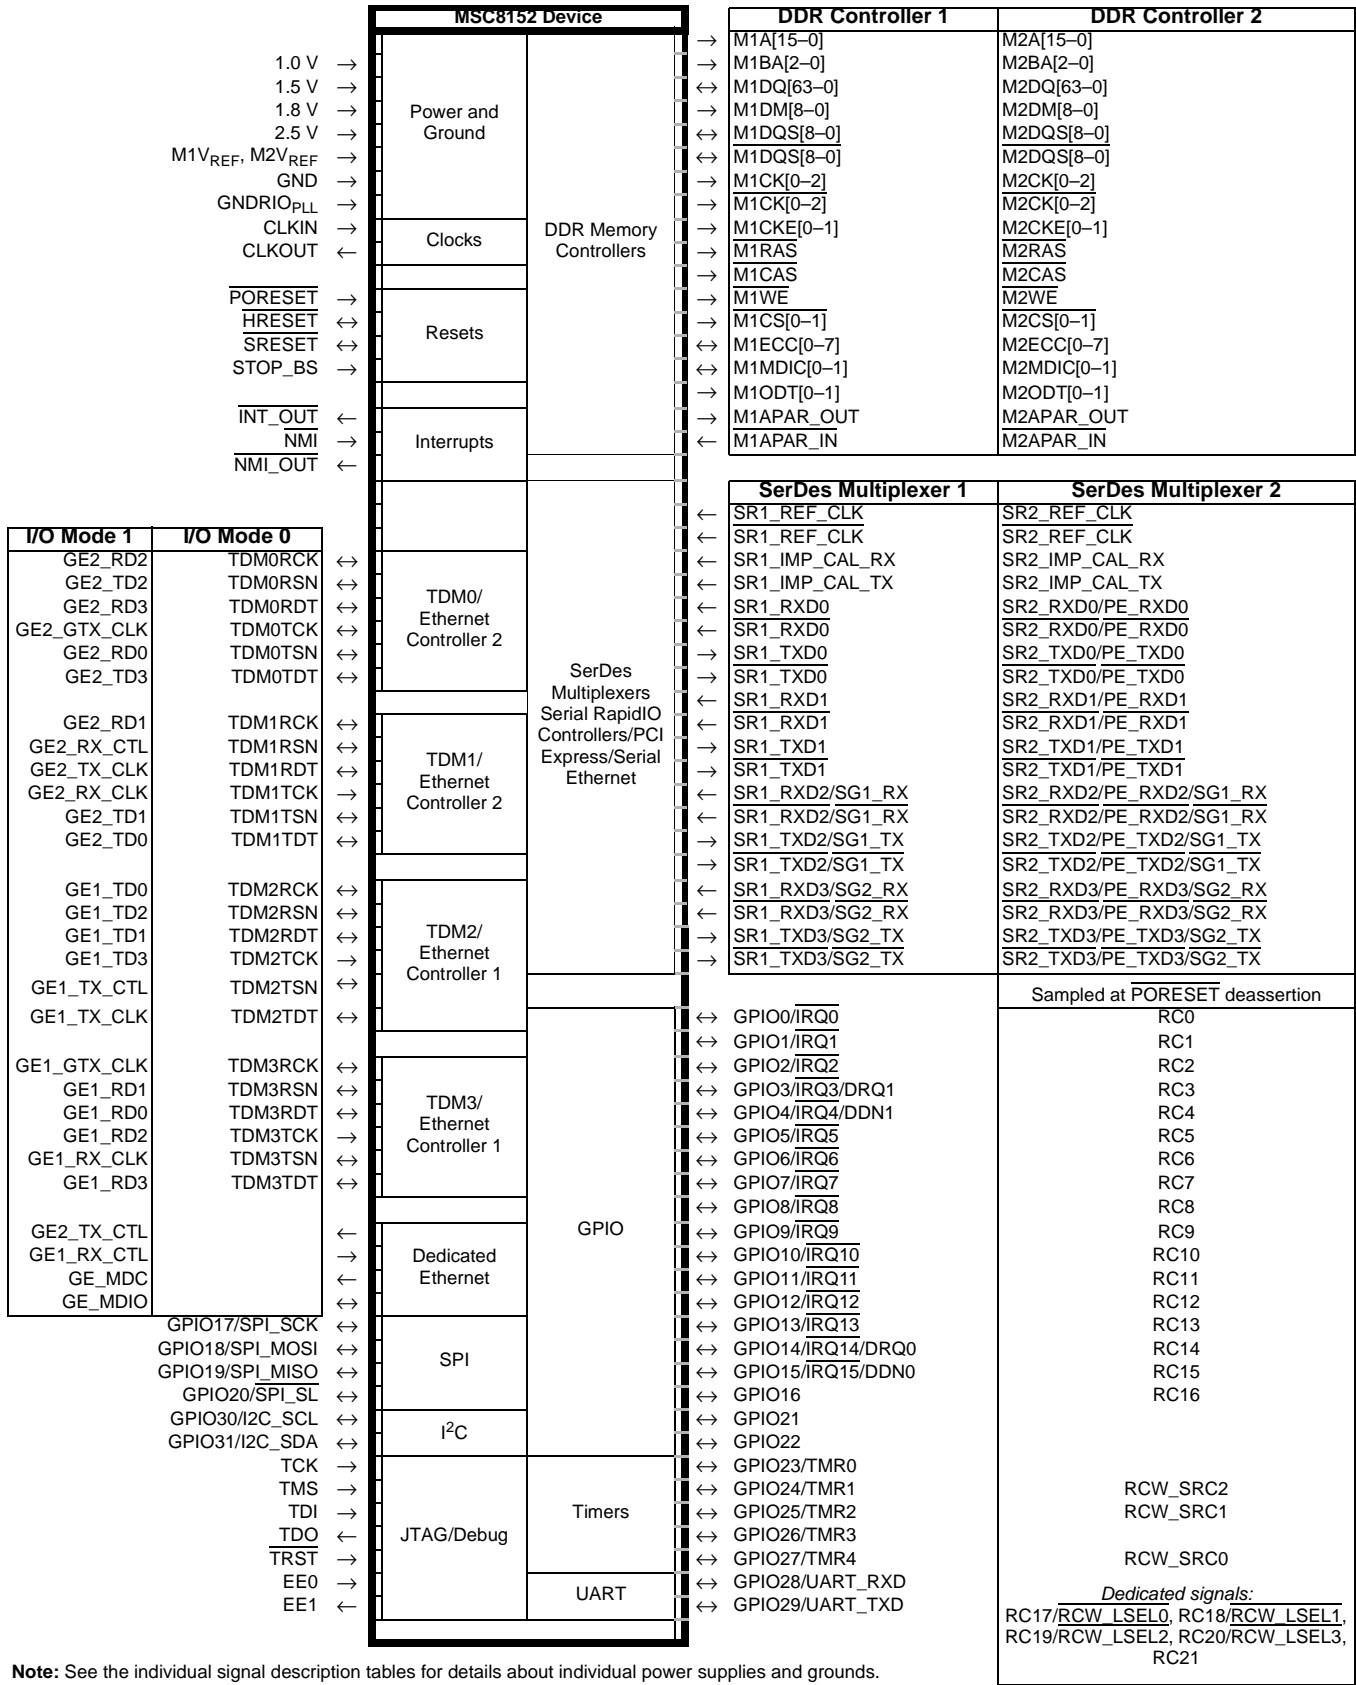 MSC8152 Device
DDR Controller 1 DDR Controller 2
→ M1A[15–0] M2A[15–0]
1.0 V → → M1BA[2–0] M2BA[2–0]
1.5 V → ↔ M1DQ[63–0] M2DQ[63–0]
1.8 V → Power and → M1DM[8–0] M2DM[8–0]
2.5 V → Ground ↔ M1DQS[8–0] M2DQS[8–0]
M1VREF, M2VREF → ↔ M1DQS[8–0] M2DQS[8–0]
GND → → M1CK[0–2] M2CK[0–2]
GNDRIOPLL → → M1CK[0–2] M2CK[0–2]
CLKIN → Clocks DDR Memory → M1CKE[0–1] M2CKE[0–1]
CLKOUT ← Controllers → M1RAS M2RAS
→ M1CAS M2CAS
PORESET → → M1WE M2WE
HRESET ↔ Resets → M1CS[0–1] M2CS[0–1]
SRESET ↔ ↔ M1ECC[0–7] M2ECC[0–7]
STOP_BS → ↔ M1MDIC[0–1] M2MDIC[0–1]
→ M1ODT[0–1] M2ODT[0–1]
INT_OUT ← → M1APAR_OUT M2APAR_OUT
NMI → Interrupts ← M1APAR_IN M2APAR_IN
NMI_OUT ←
SerDes Multiplexer 1 SerDes Multiplexer 2
← SR1_REF_CLK SR2_REF_CLK
I/O Mode 1 I/O Mode 0 ← SR1_REF_CLK SR2_REF_CLK
GE2_RD2 TDM0RCK ↔ ← SR1_IMP_CAL_RX SR2_IMP_CAL_RX
GE2_TD2 TDM0RSN ↔ TDM0/ ← SR1_IMP_CAL_TX SR2_IMP_CAL_TX
GE2_RD3 TDM0RDT ↔ Ethernet ← SR1_RXD0 SR2_RXD0/PE_RXD0
GE2_GTX_CLK TDM0TCK ↔ Controller 2 ← SR1_RXD0 SR2_RXD0/PE_RXD0
GE2_RD0 TDM0TSN ↔ → SR1_TXD0 SR2_TXD0/PE_TXD0
GE2_TD3 TDM0TDT ↔ SerDes → SR1_TXD0 SR2_TXD0/PE_TXD0
Multiplexers ← SR1_RXD1 SR2_RXD1/PE_RXD1
GE2_RD1 TDM1RCK ↔ Serial RapidIO ← SR1_RXD1 SR2_RXD1/PE_RXD1
GE2_RX_CTL TDM1RSN ↔ TDM1/ Controllers/PCI → SR1_TXD1 SR2_TXD1/PE_TXD1
GE2_TX_CLK TDM1RDT ↔ Ethernet Express/Serial → SR1_TXD1 SR2_TXD1/PE_TXD1
GE2_RX_CLK TDM1TCK → Controller 2 Ethernet ← SR1_RXD2/SG1_RX SR2_RXD2/PE_RXD2/SG1_RX
GE2_TD1 TDM1TSN ↔ ← SR1_RXD2/SG1_RX SR2_RXD2/PE_RXD2/SG1_RX
GE2_TD0 TDM1TDT ↔ → SR1_TXD2/SG1_TX SR2_TXD2/PE_TXD2/SG1_TX
→ SR1_TXD2/SG1_TX SR2_TXD2/PE_TXD2/SG1_TX
GE1_TD0 TDM2RCK ↔ ← SR1_RXD3/SG2_RX SR2_RXD3/PE_RXD3/SG2_RX
GE1_TD2 TDM2RSN ↔ TDM2/ ← SR1_RXD3/SG2_RX SR2_RXD3/PE_RXD3/SG2_RX
GE1_TD1 TDM2RDT ↔ Ethernet → SR1_TXD3/SG2_TX SR2_TXD3/PE_TXD3/SG2_TX
GE1_TD3 TDM2TCK → Controller 1 → SR1_TXD3/SG2_TX SR2_TXD3/PE_TXD3/SG2_TX
GE1_TX_CTL TDM2TSN ↔ Sampled at PORESET deassertion
GE1_TX_CLK TDM2TDT ↔ ↔ GPIO0/IRQ0 RC0
↔ GPIO1/IRQ1 RC1
GE1_GTX_CLK TDM3RCK ↔ ↔ GPIO2/IRQ2 RC2
GE1_RD1 TDM3RSN ↔ TDM3/ ↔ GPIO3/IRQ3/DRQ1 RC3
GE1_RD0 TDM3RDT ↔ Ethernet ↔ GPIO4/IRQ4/DDN1 RC4
GE1_RD2 TDM3TCK → Controller 1 ↔ GPIO5/IRQ5 RC5
GE1_RX_CLK TDM3TSN ↔ ↔ GPIO6/IRQ6 RC6
GE1_RD3 TDM3TDT ↔ ↔ GPIO7/IRQ7 RC7
↔ GPIO8/IRQ8 RC8
GE2_TX_CTL ← GPIO ↔ GPIO9/IRQ9 RC9
GE1_RX_CTL → Dedicated ↔ GPIO10/IRQ10 RC10
GE_MDC ← Ethernet ↔ GPIO11/IRQ11 RC11
GE_MDIO ↔ ↔ GPIO12/IRQ12 RC12
GPIO17/SPI_SCK ↔ ↔ GPIO13/IRQ13 RC13
GPIO18/SPI_MOSI ↔ SPI ↔ GPIO14/IRQ14/DRQ0 RC14
GPIO19/SPI_MISO ↔ ↔ GPIO15/IRQ15/DDN0 RC15
GPIO20/SPI_SL ↔ ↔ GPIO16 RC16
GPIO30/I2C_SCL ↔ I2C ↔ GPIO21
GPIO31/I2C_SDA ↔ ↔ GPIO22
TCK → ↔ GPIO23/TMR0
TMS → ↔ GPIO24/TMR1 RCW_SRC2
TDI → Timers ↔ GPIO25/TMR2 RCW_SRC1
TDO ← JTAG/Debug ↔ GPIO26/TMR3
TRST → ↔ GPIO27/TMR4 RCW_SRC0
EE0 → UART ↔ GPIO28/UART_RXD Dedicated signals:
EE1 ← ↔ GPIO29/UART_TXD RC17/RCW_LSEL0, RC18/RCW_LSEL1,
RC19/RCW_LSEL2, RC20/RCW_LSEL3,
RC21
Note: See the individual signal description tables for details about individual power supplies and grounds.